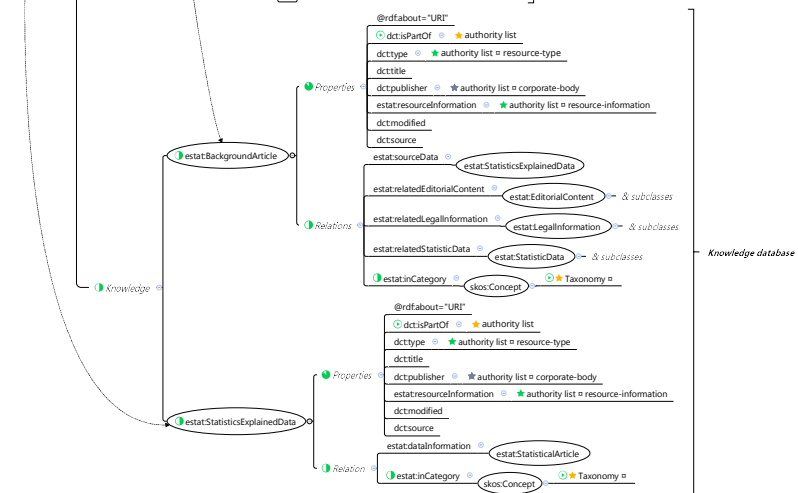 @rdf:about="URI"
dct:isPartOf authority list
dct:type authority list ¤ resource-type
dct:title
Properties dct:publisher authority list ¤ corporate-body
estat:resourceInformation authority list ¤ resource-information
dct:modified
dct:source
estat:BackgroundArticle
estat:sourceData estat:StatisticsExplainedData
estat:relatedEditorialContent estat:EditorialContent & subclasses
Relations estat:relatedLegalInformation estat:LegalInformation & subclasses
estat:relatedStatisticData estat:StatisticData & subclasses
Knowledge database
estat:inCategory skos:Concept Taxonomy ¤
Knowledge
@rdf:about="URI"
dct:isPartOf authority list
dct:type authority list ¤ resource-type
dct:title
Properties dct:publisher authority list ¤ corporate-body
estat:resourceInformation authority list ¤ resource-information
dct:modified
dct:source
estat:StatisticsExplainedData
estat:dataInformation estat:StatisticalArticle
Relation estat:inCategory skos:Concept Taxonomy ¤